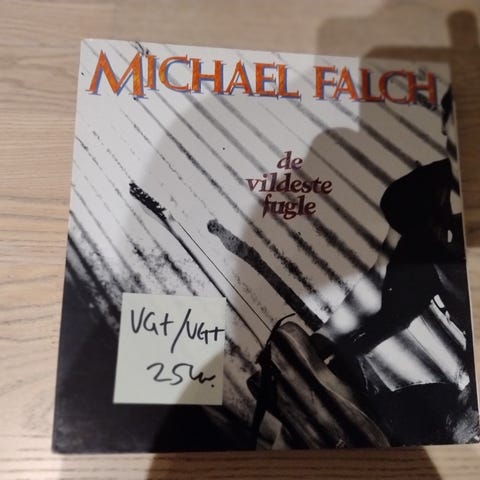 MICHAEL FALCH
de
vildeste
fugle
VG+/VG+
25kr.